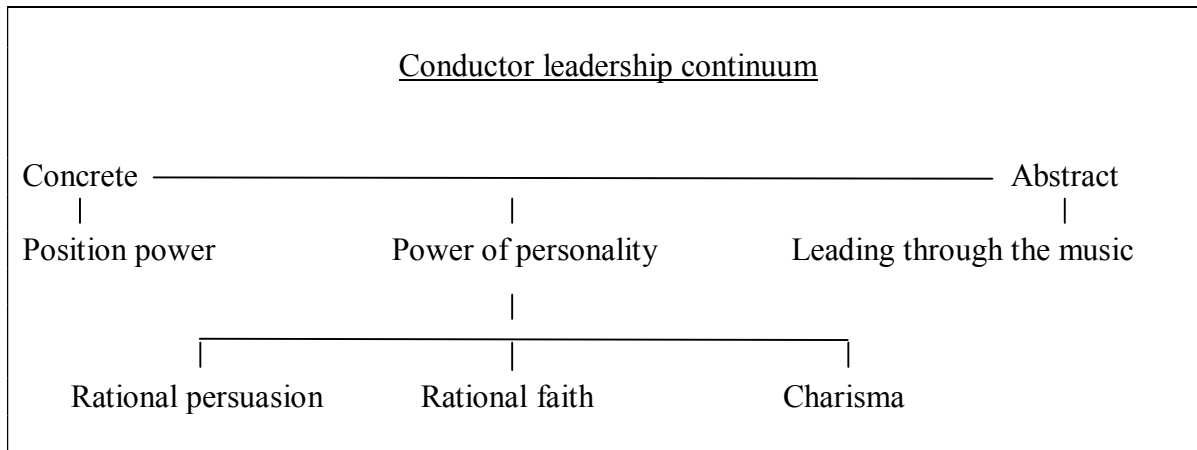 Conductor leadership continuum
Concrete Abstract
Position power Power of personality Leading through the music
Rational persuasion Rational faith Charisma